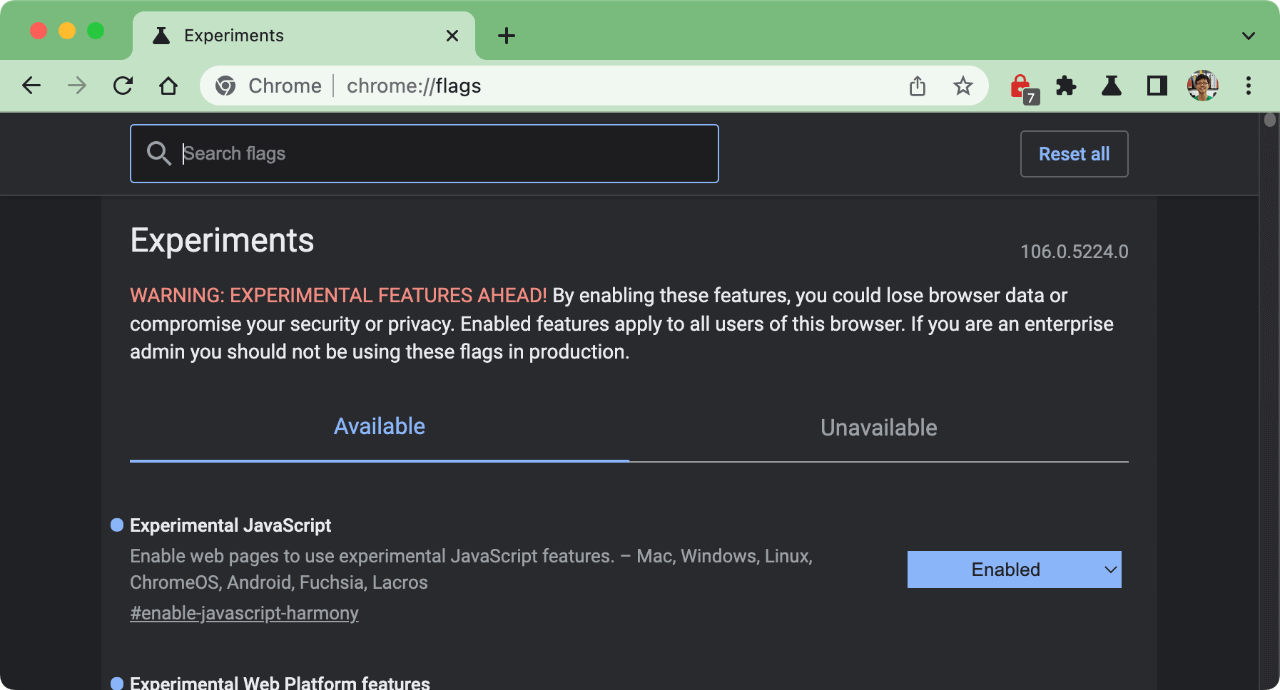 Experiments
Chrome
chrome://flags
7
Search flags
Reset all
Experiments
106.0.5224.0
WARNING: EXPERIMENTAL FEATURES AHEAD! By enabling these features, you could lose browser data or
compromise your security or privacy. Enabled features apply to all users of this browser. If you are an enterprise
admin you should not be using these flags in production.
Available
Unavailable
Experimental JavaScript
Enable web pages to use experimental JavaScript features. – Mac, Windows, Linux,
ChromeOS, Android, Fuchsia, Lacros
Enabled
#enable-javascript-harmony
Experimental Web Platform features